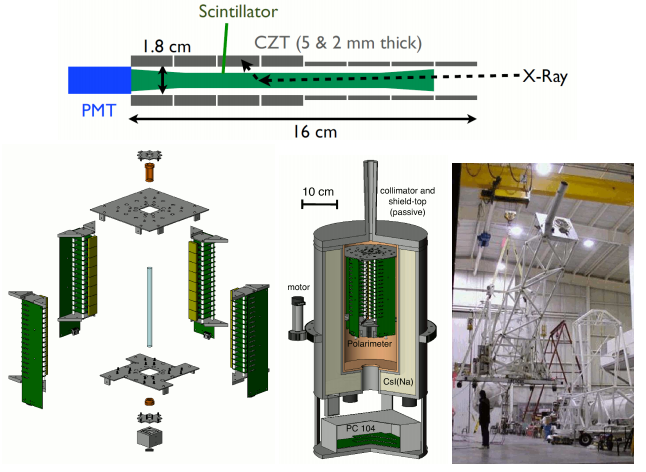 Scintillator
1.8 cm
CZT (5 & 2 mm thick)
X-Ray
PMT
16 cm
10 cm
collimator and
shield-top
(passive)
motor
Polarimeter
CsI(Na)
PC 104